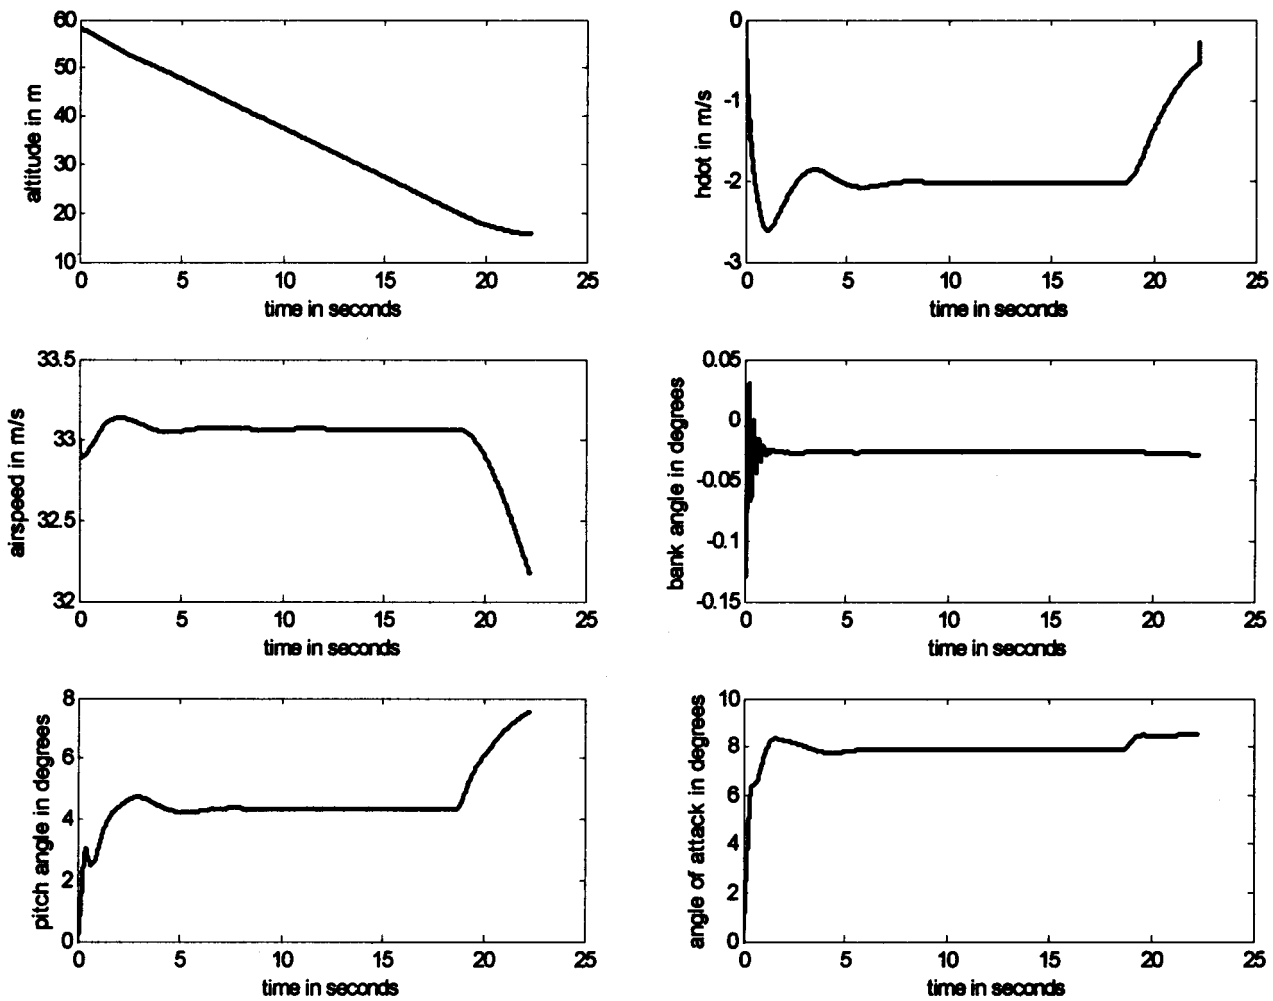 altitude in m
60
50
40
30
20
10
0 5 10 15 20 25
time in seconds
hdot in m/s
0
-1
-2
-3
0 5 10 15 20 25
time in seconds
airspeed in m/s
33.5
33
32.5
32
0 5 10 15 20 25
time in seconds
bank angle in degrees
0.05
0
-0.05
-0.1
-0.15
0 5 10 15 20 25
time in seconds
pitch angle in degrees
8
6
4
2
0
0 5 10 15 20 25
time in seconds
angle of attack in degrees
10
8
6
4
2
0
0 5 10 15 20 25
time in seconds